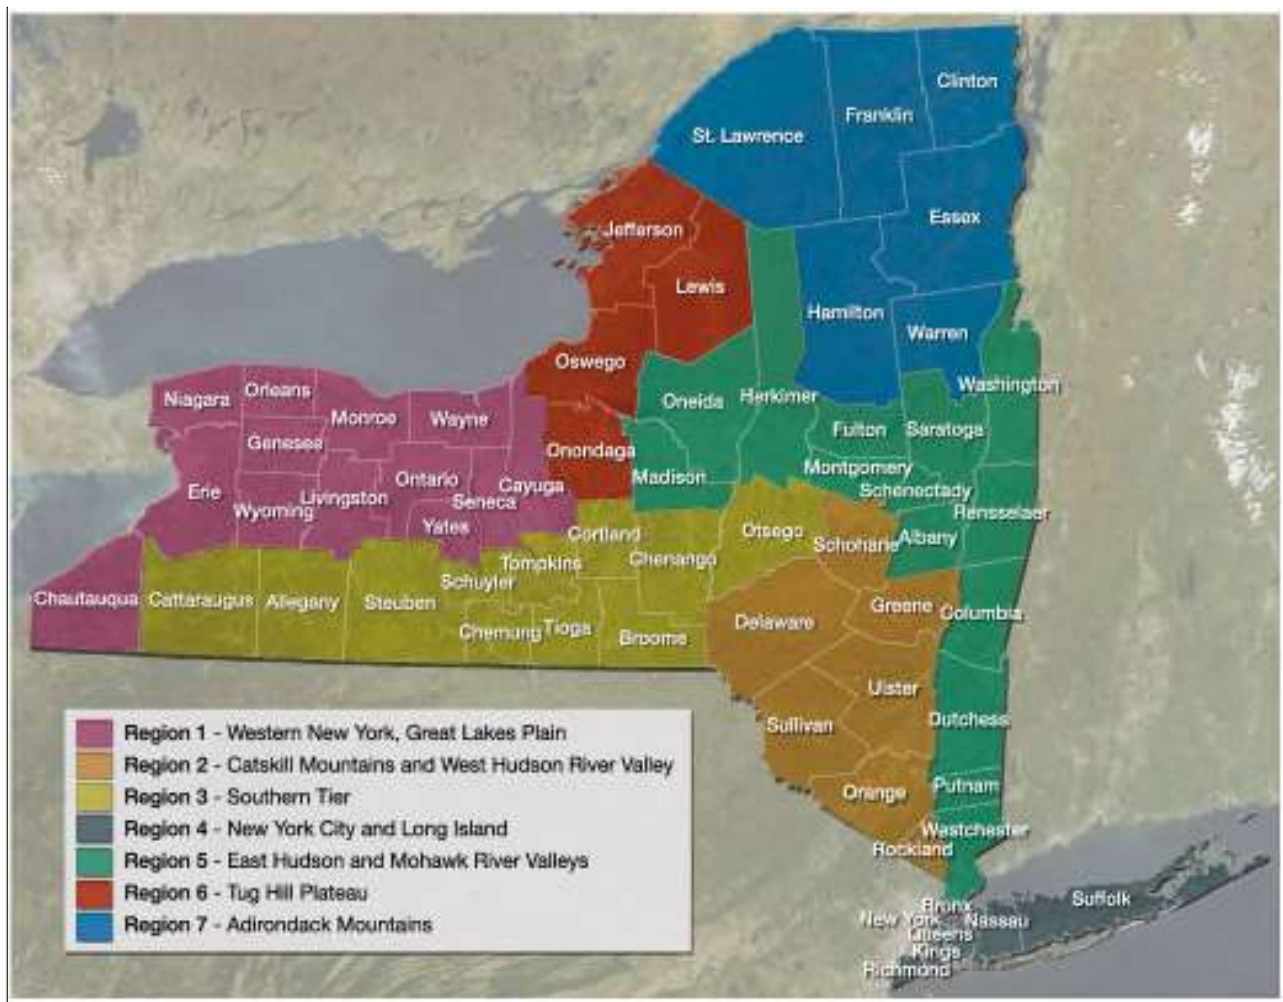 Clinton
Franklin
St. Lawrence
Essex
Jefferson
Lewis
Hamilton
Warren
Oswego
Washington
Niagara
Orleans
Oneida
Herkimer
Monroe
Wayne
Fulton
Saratoga
Genesee
Onondaga
Montgomery
Madison
Ontario
Cayuga
Schenectady
Erie
Livingston
Seneca
Wyoming
Rensselaer
Yates
Otsego
Cortland
Albany
Schoharie
Chenango
Tompkins
Schuyler
Chautauqua
Cattaraugus
Allegany
Steuben
Greene
Columbia
Delaware
Chemung
Tioga
Broome
Ulster
Sullivan
Dutchess
Putnam
Orange
Westchester
Rockland
Suffolk
Bronx
New York
Nassau
Queens
Kings
Richmond
Region 1 - Western New York, Great Lakes Plain
Region 2 - Catskill Mountains and West Hudson River Valley
Region 3 - Southern Tier
Region 4 - New York City and Long Island
Region 5 - East Hudson and Mohawk River Valleys
Region 6 - Tug Hill Plateau
Region 7 - Adirondack Mountains